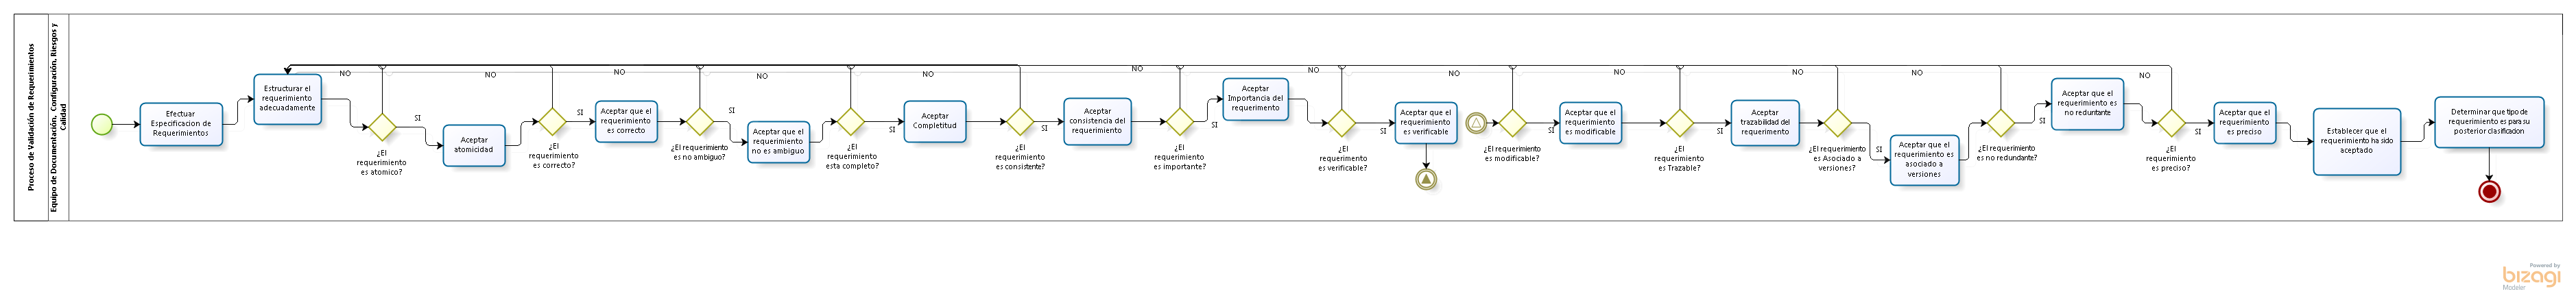 Proceso de Validación de Requerimientos
Equipo de Documentación, Configuración, Riesgos y
Calidad
Efectuar
Especificacion de
Requerimientos
Estructurar el
requerimiento
adecuadamente
NO
¿El
requerimiento
es atomico?
SI
Aceptar
atomicidad
NO
¿El
requerimiento
es correcto?
SI
Aceptar que el
requerimiento
es correcto
NO
¿El requerimiento
es no ambiguo?
SI
Aceptar que el
requerimiento
no es ambiguo
NO
¿El
requerimiento
esta completo?
SI
Aceptar
Completitud
NO
¿El
requerimiento
es consistente?
SI
Aceptar
consistencia del
requerimiento
NO
¿El
requerimiento
es importante?
SI
Aceptar
Importancia del
requerimento
¿El
requerimento
es verificable?
SI
Aceptar que el
requerimento
es verificable
NO
¿El requerimiento
es modificable?
SI
Aceptar que el
requerimiento
es modificable
NO
¿El
requerimiento
es Trazable?
SI
Aceptar
trazabilidad del
requerimento
NO
¿El requerimiento
es Asociado a
versiones?
SI
Aceptar que el
requerimiento es
asociado a
versiones
NO
¿El requerimiento
es no redundante?
SI
Aceptar que el
requerimiento es
no reduntante
NO
¿El
requerimiento
es preciso?
SI
Aceptar que el
requerimiento
es preciso
Establecer que el
requerimiento ha sido
aceptado
Determinar que tipo de
requerimiento es para su
posterior clasificacion
Powered by
bizagi
Modeler